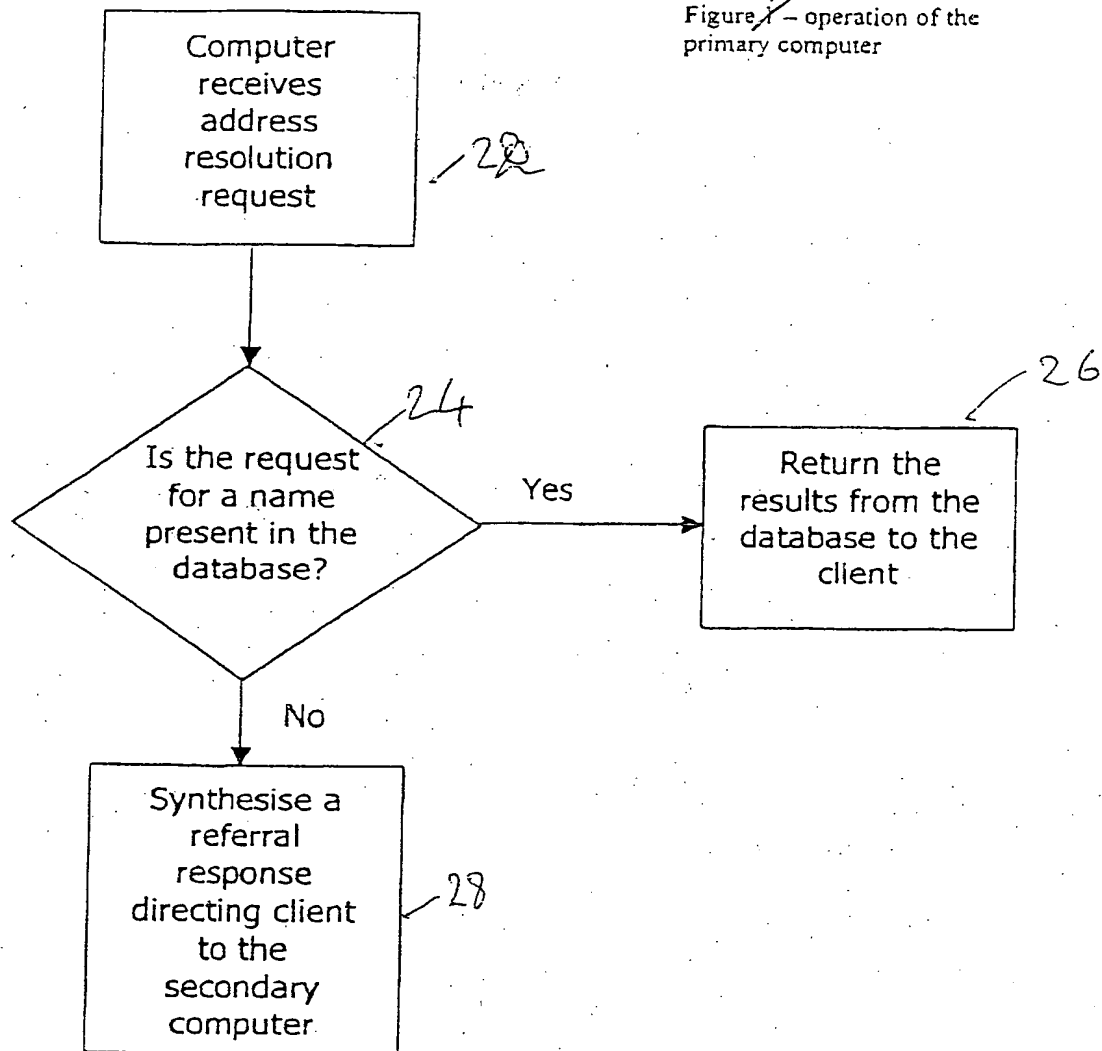 Figure 1 – operation of the
primary computer
Computer
receives
address
resolution
request
22
24
Is the request
for a name
present in the
database?
Yes
26
Return the
results from the
database to the
client
No
Synthesise a
referral
response
directing client
to the
secondary
computer
28